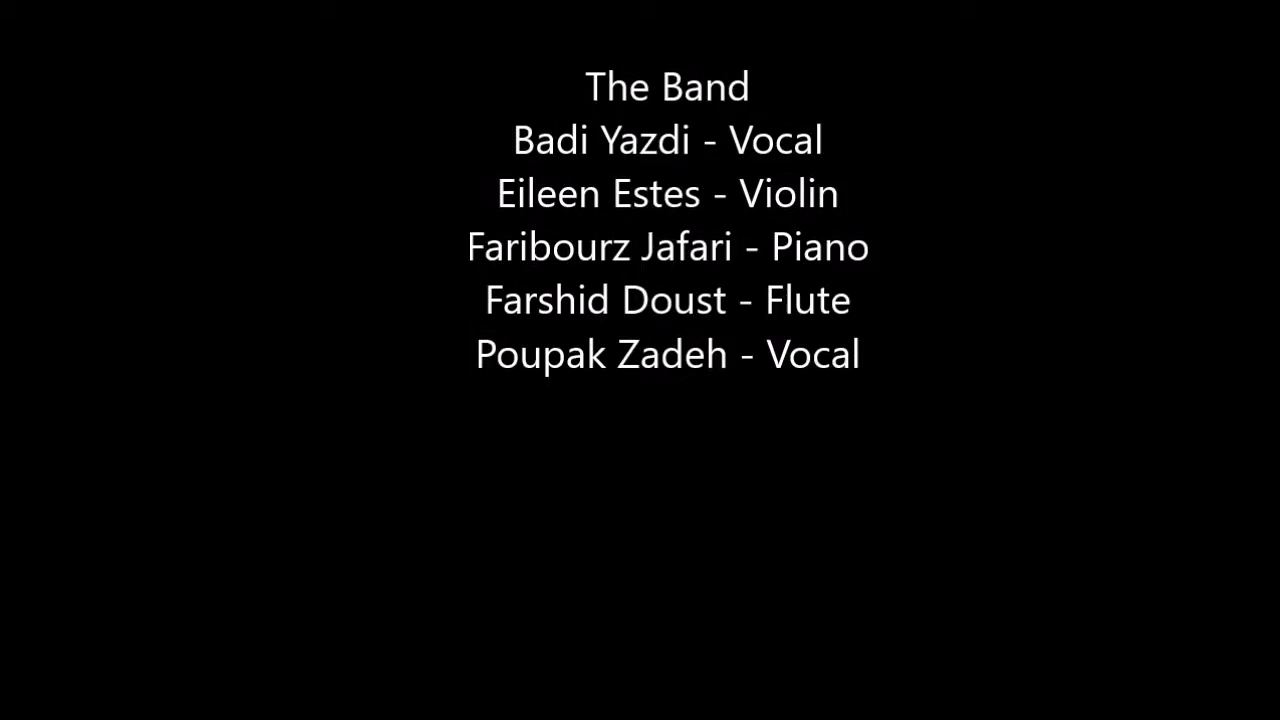 The Band
Badi Yazdi - Vocal
Eileen Estes - Violin
Faribourz Jafari - Piano
Farshid Doust - Flute
Poupak Zadeh - Vocal